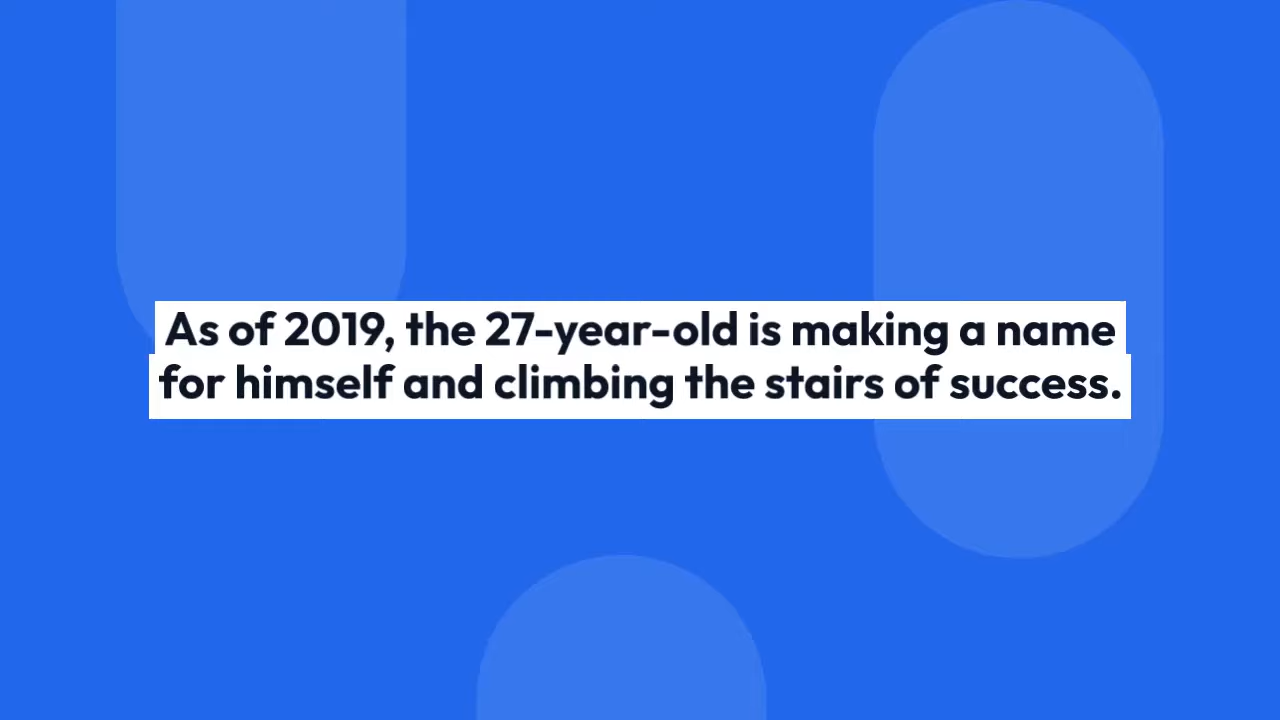 As of 2019, the 27-year-old is making a name
for himself and climbing the stairs of success.